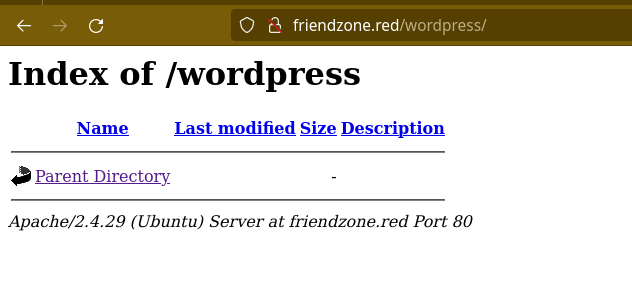 friendzone.red/wordpress/
Index of /wordpress
Name Last modified Size Description
Parent Directory -
Apache/2.4.29 (Ubuntu) Server at friendzone.red Port 80